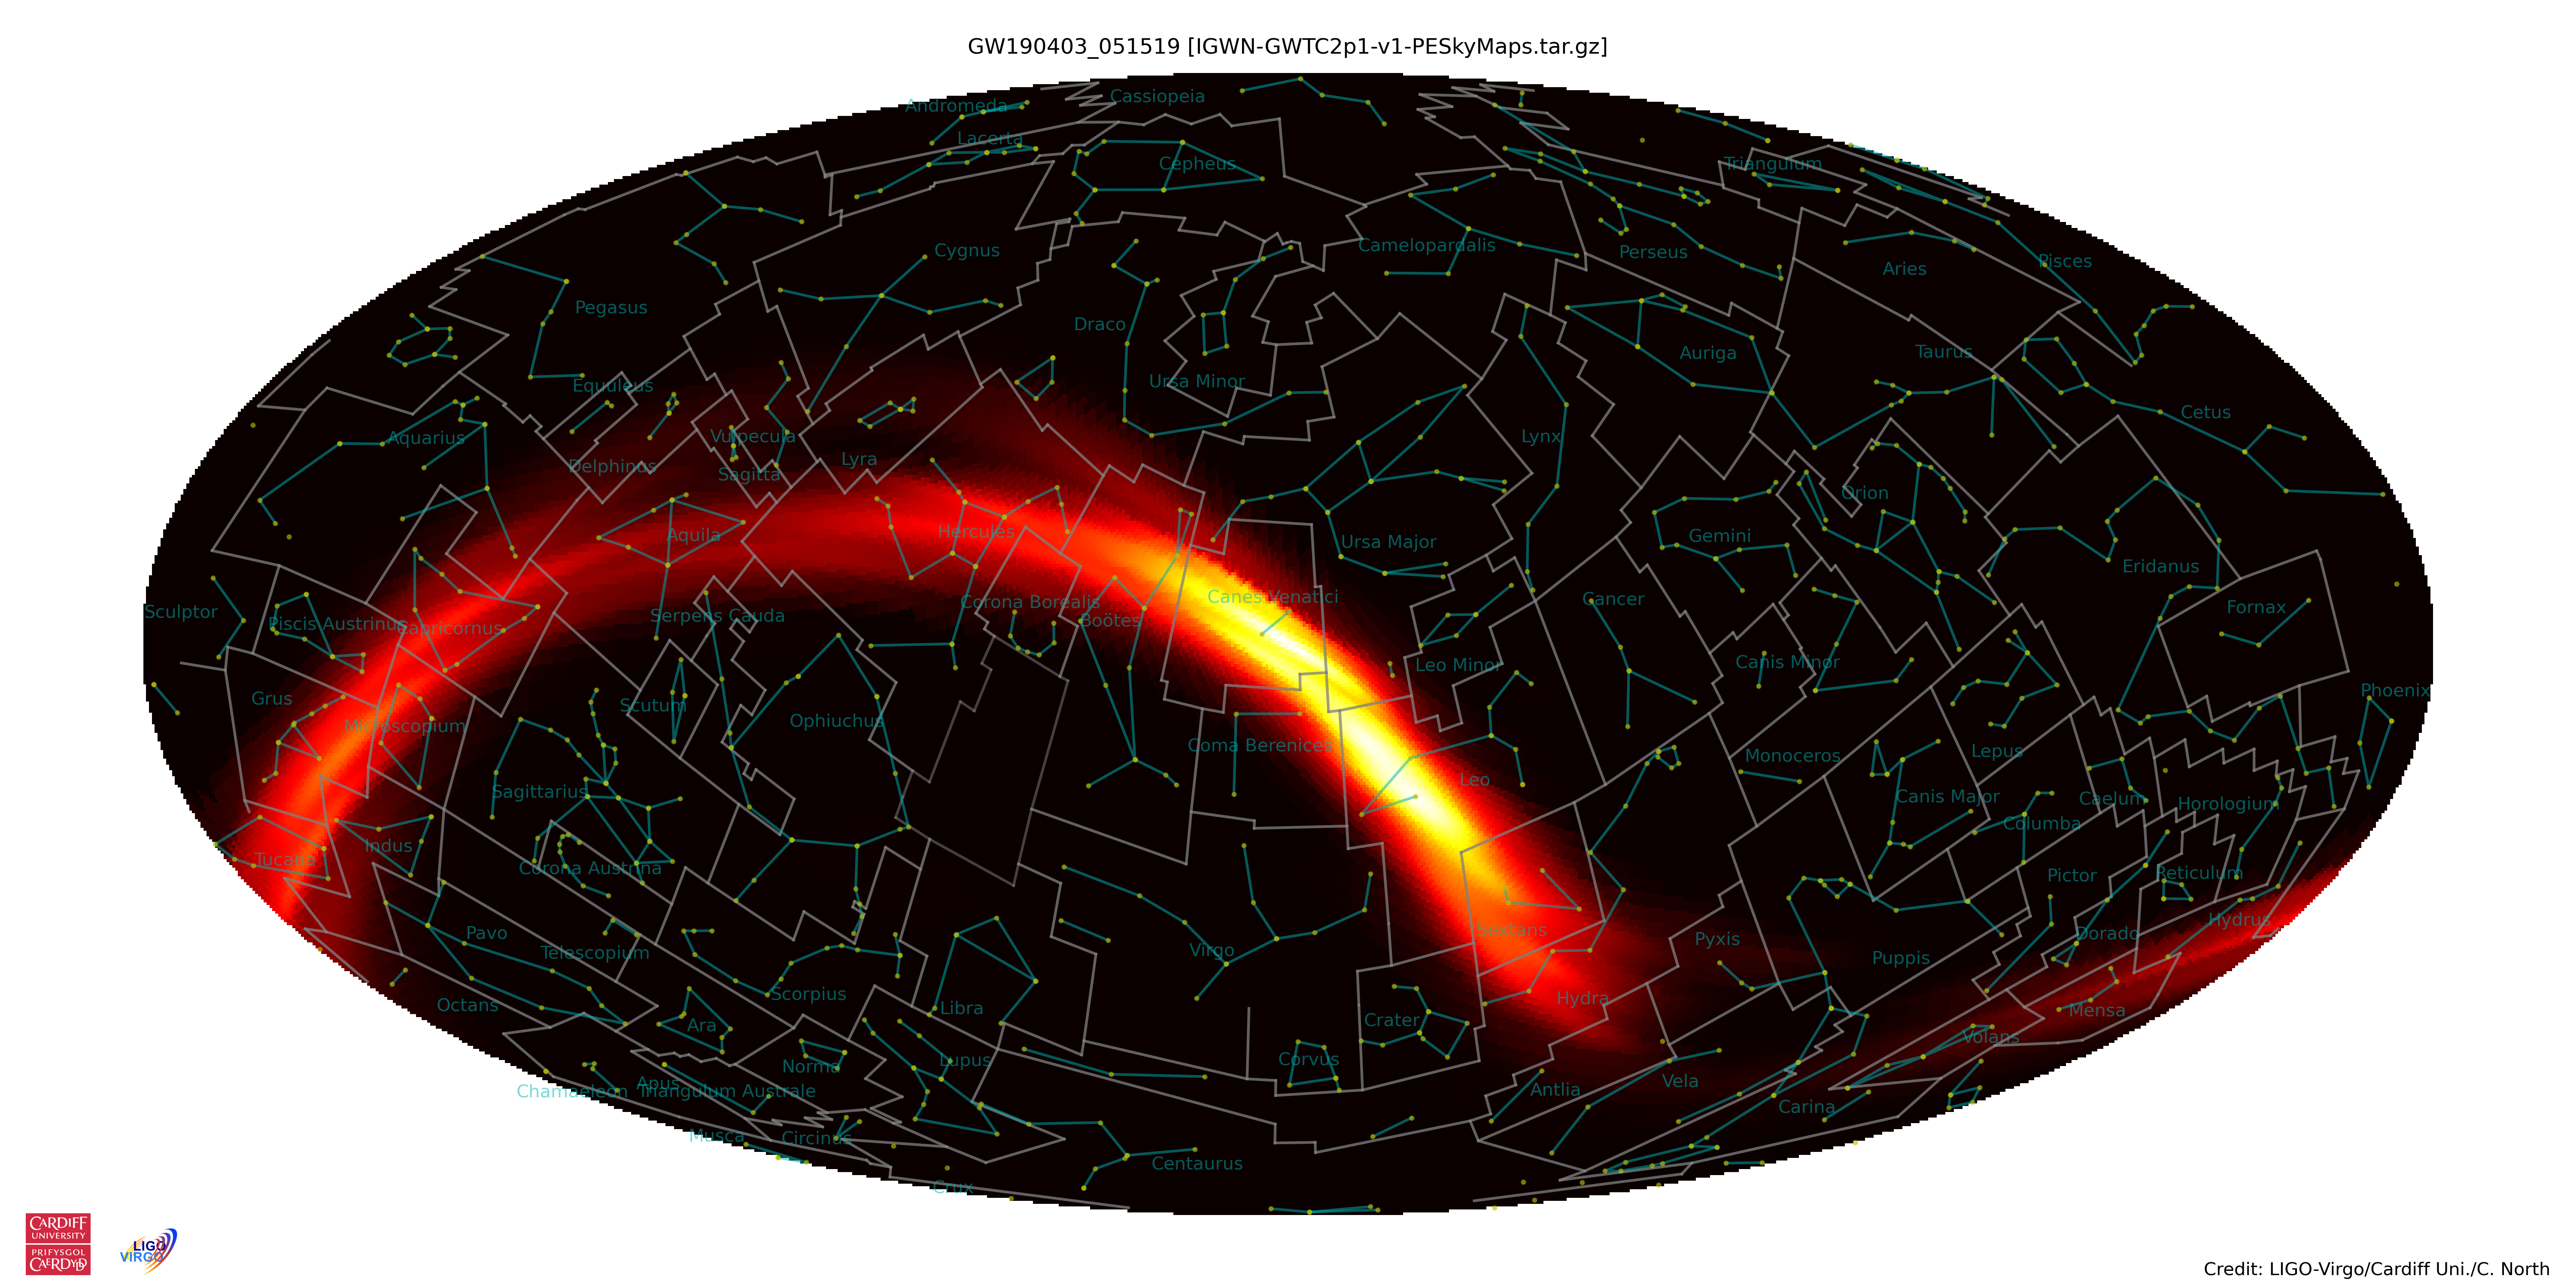 GW190403_051519 [IGWN-GWTC2p1-v1-PESkyMaps.tar.gz]
Cassiopeia
Andromeda
Lacerta
Cepheus
Triangulum
Cygnus
Camelopardalis
Perseus
Aries
Pisces
Pegasus
Draco
Auriga
Taurus
Equuleus
Ursa Minor
Cetus
Aquarius
Vulpecula
Lynx
Delphinus
Sagitta
Lyra
Orion
Aquila
Hercules
Ursa Major
Gemini
Eridanus
Sculptor
Piscis Austrinus
Capricornus
Serpens Cauda
Corona Borealis
Boötes
Canes Venatici
Cancer
Fornax
Grus
Microscopium
Scutum
Ophiuchus
Leo Minor
Canis Minor
Phoenix
Coma Berenices
Monoceros
Lepus
Sagittarius
Leo
Canis Major
Caelum
Horologium
Columba
Tucana
Indus
Corona Austrina
Pictor
Reticulum
Pavo
Telescopium
Virgo
Sextans
Pyxis
Puppis
Dorado
Hydrus
Octans
Ara
Scorpius
Libra
Crater
Hydra
Mensa
Volans
Norma
Lupus
Corvus
Chamaeleon
Apus
Triangulum Australe
Antlia
Vela
Carina
Musca
Circinus
Centaurus
Crux
CARDIFF
UNIVERSITY
PRIFYSGOL
CAERDYDD
LIGO
VIRGO
Credit: LIGO-Virgo/Cardiff Uni./C. North